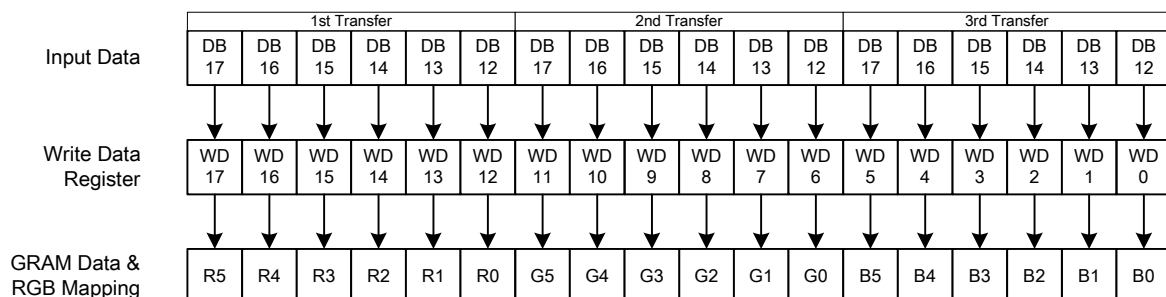 1st Transfer 2nd Transfer 3rd Transfer
Input Data DB 17 DB 16 DB 15 DB 14 DB 13 DB 12 DB 17 DB 16 DB 15 DB 14 DB 13 DB 12 DB 17 DB 16 DB 15 DB 14 DB 13 DB 12
Write Data Register WD 17 WD 16 WD 15 WD 14 WD 13 WD 12 WD 11 WD 10 WD 9 WD 8 WD 7 WD 6 WD 5 WD 4 WD 3 WD 2 WD 1 WD 0
GRAM Data & RGB Mapping R5 R4 R3 R2 R1 R0 G5 G4 G3 G2 G1 G0 B5 B4 B3 B2 B1 B0